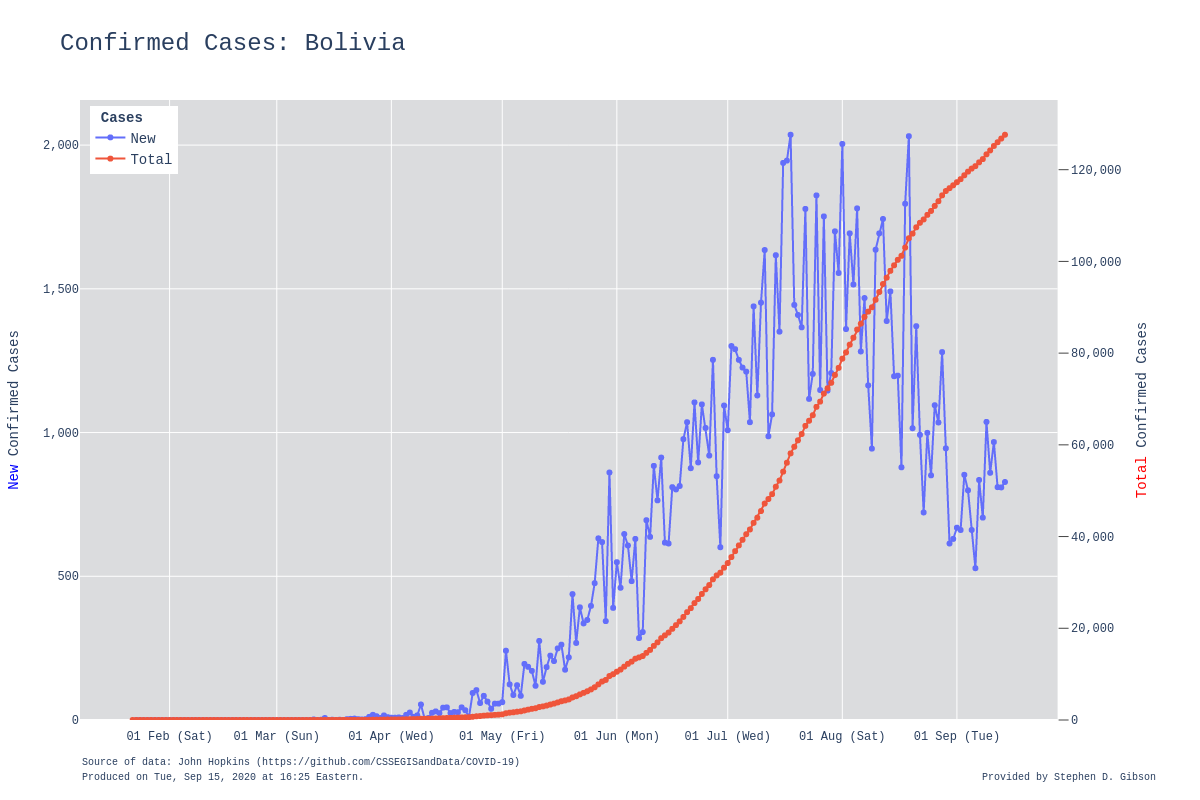 Confirmed Cases: Bolivia
Cases
New
Total
2,000
1,500
1,000
500
0
120,000
100,000
80,000
60,000
40,000
20,000
0
New Confirmed Cases
Total Confirmed Cases
01 Feb (Sat)
01 Mar (Sun)
01 Apr (Wed)
01 May (Fri)
01 Jun (Mon)
01 Jul (Wed)
01 Aug (Sat)
01 Sep (Tue)
Source of data: John Hopkins (https://github.com/CSSEGISandData/COVID-19)
Produced on Tue, Sep 15, 2020 at 16:25 Eastern.
Provided by Stephen D. Gibson